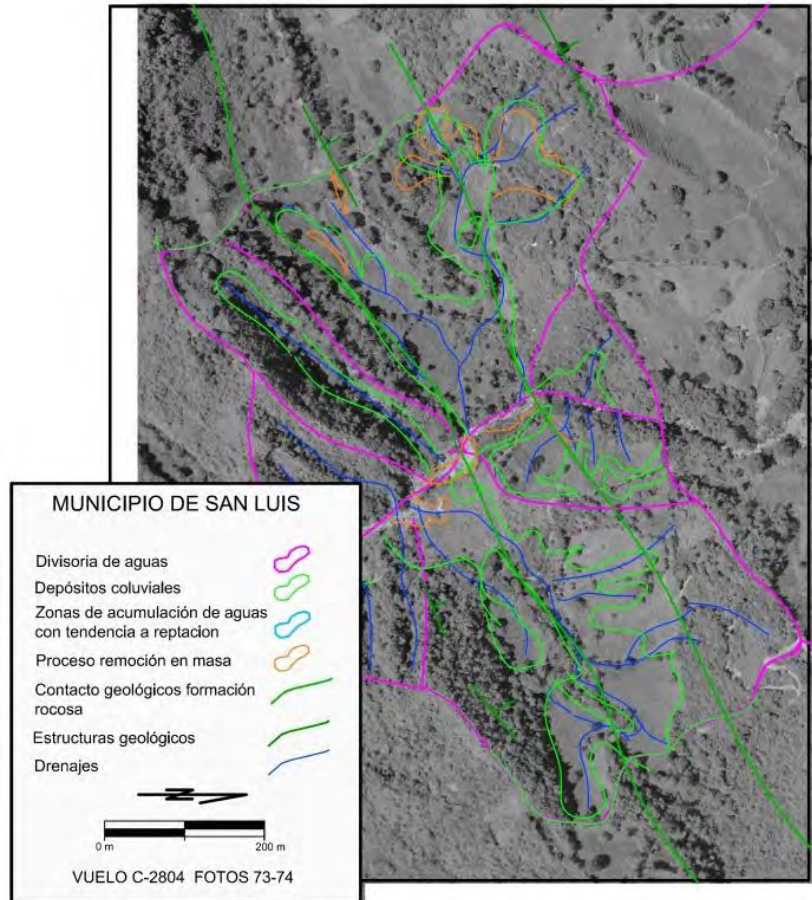 MUNICIPIO DE SAN LUIS
Divisoria de aguas
Depósitos coluviales
Zonas de acumulación de aguas
con tendencia a reptacion
Proceso remoción en masa
Contacto geológicos formación
rocosa
Estructuras geológicos
Drenajes
N
0 m
200 m
VUELO C-2804 FOTOS 73-74